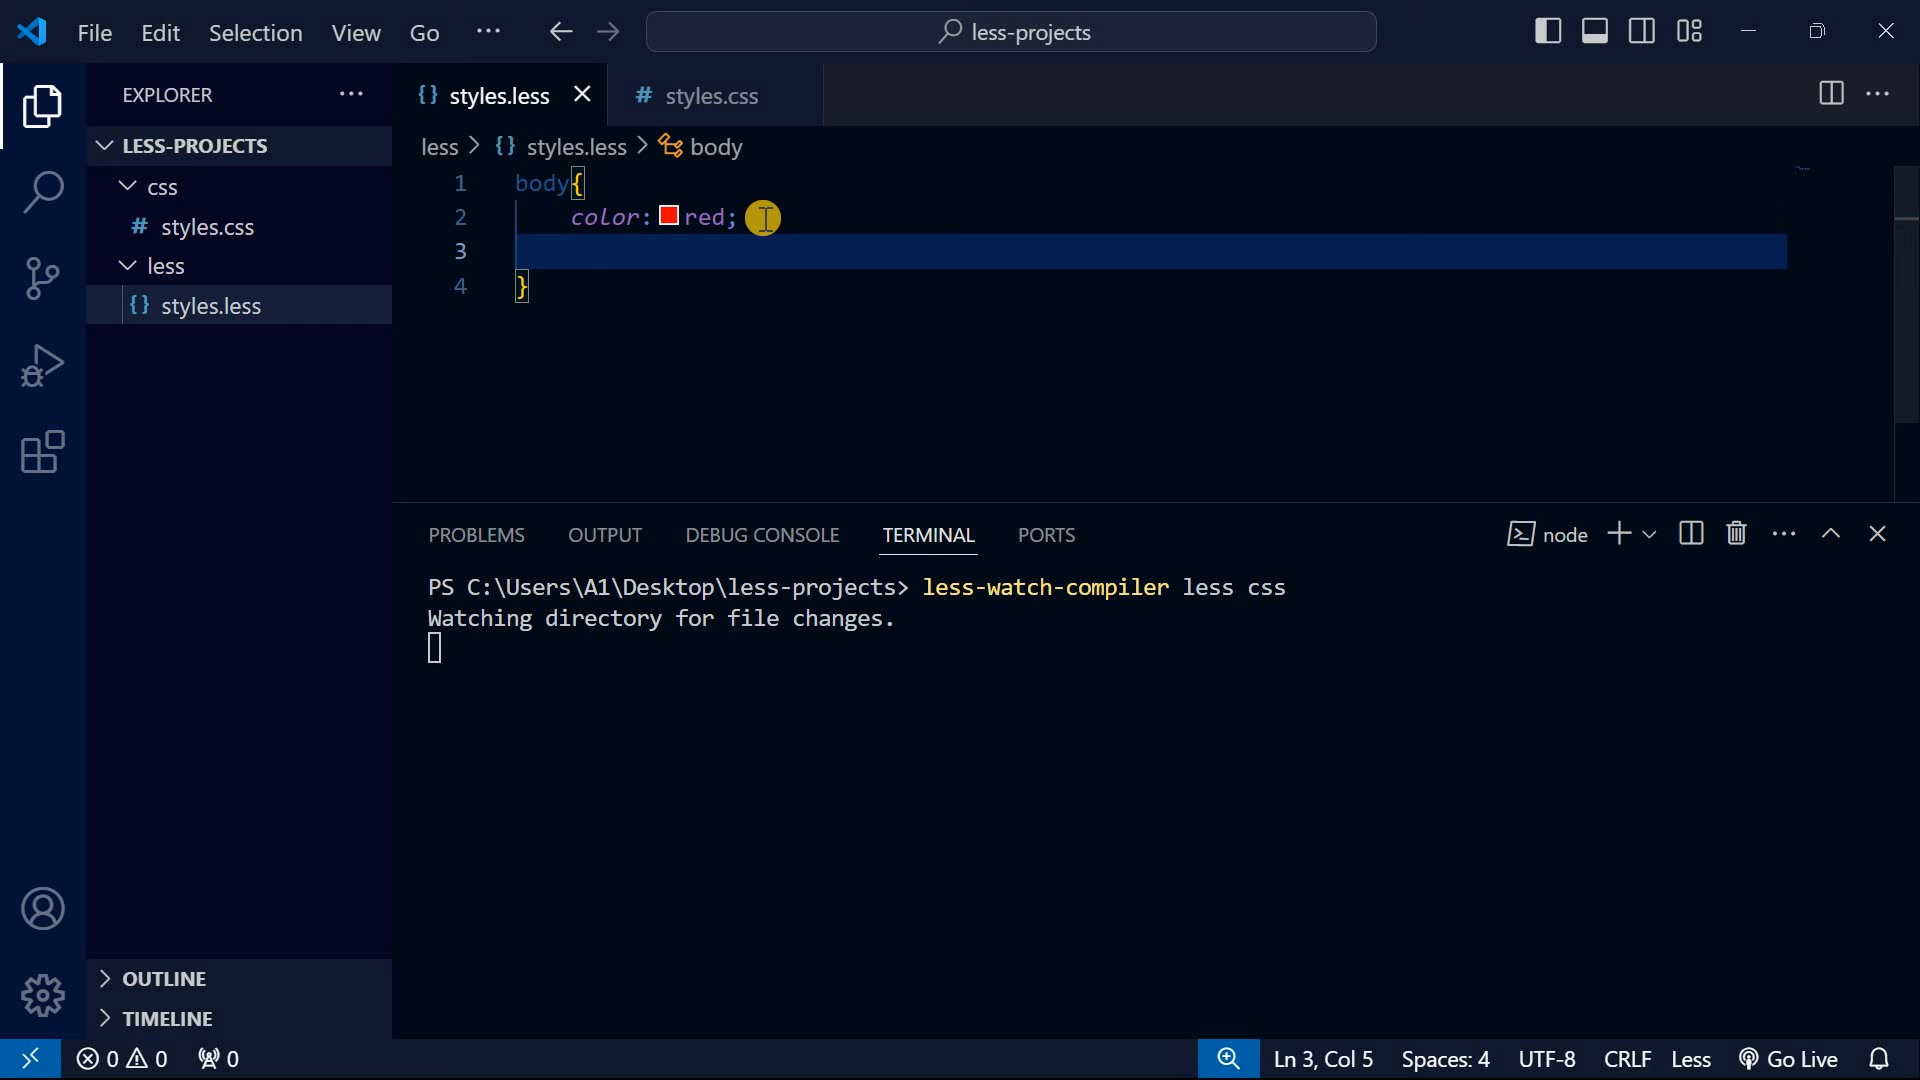 File Edit Selection View Go ··· less-projects
EXPLORER ···
LESS-PROJECTS
css
# styles.css
less
{} styles.less
OUTLINE
TIMELINE
{} styles.less
# styles.css
less > {} styles.less > body
1 body{
2 color: red;
3
4 }
PROBLEMS OUTPUT DEBUG CONSOLE TERMINAL PORTS
node
PS C:\Users\A1\Desktop\less-projects> less-watch-compiler less css
Watching directory for file changes.
0 0 0
Ln 3, Col 5 Spaces: 4 UTF-8 CRLF Less Go Live